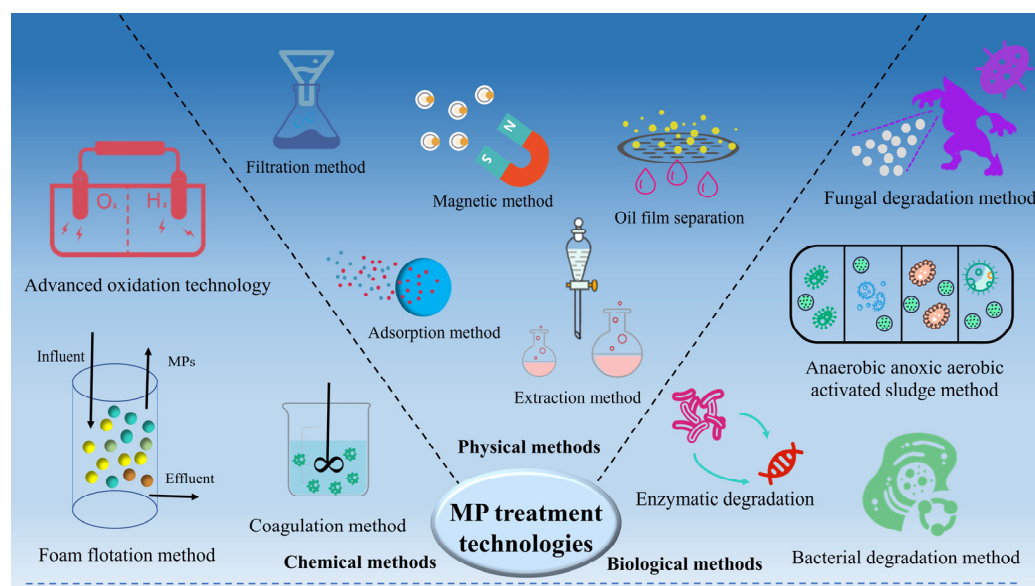 Filtration method
N
S
Magnetic method
Oil film separation
Fungal degradation method
O₂
H₂
Advanced oxidation technology
Adsorption method
Extraction method
Anaerobic anoxic aerobic
activated sludge method
Influent
MPs
Effluent
Foam flotation method
Coagulation method
Enzymatic degradation
Bacterial degradation method
Physical methods
Chemical methods
Biological methods
MP treatment
technologies